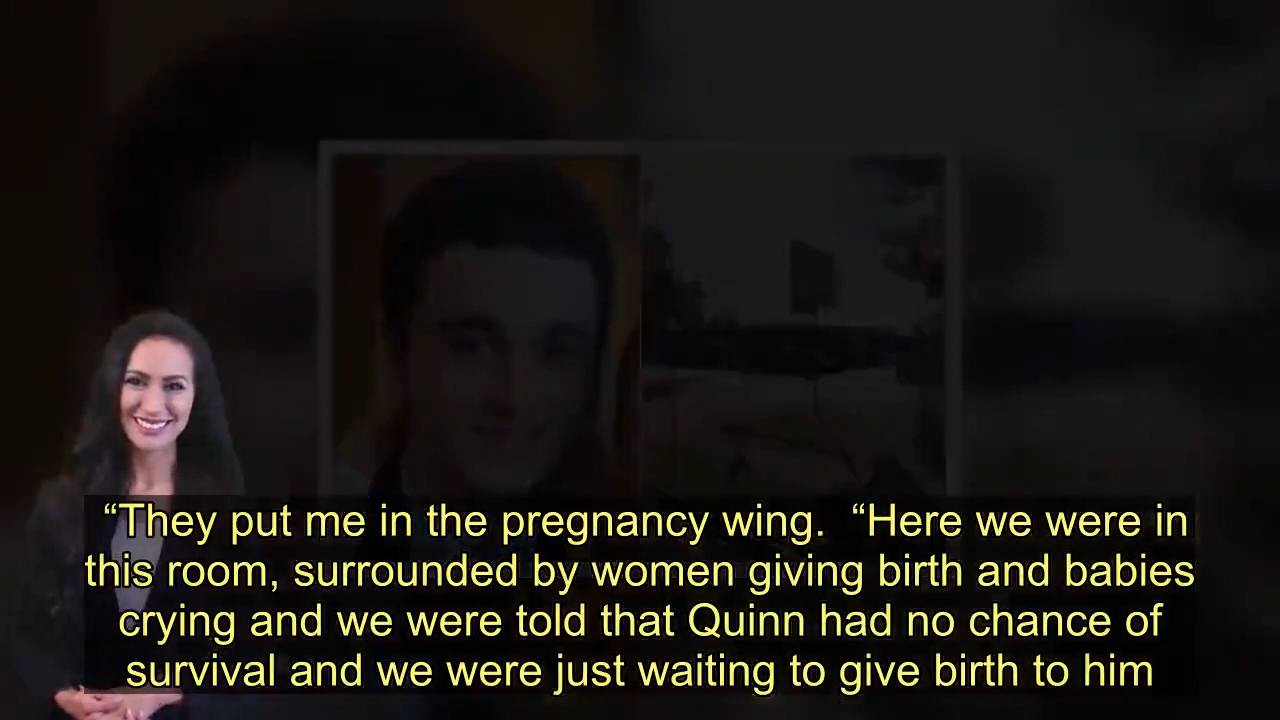 “They put me in the pregnancy wing.  “Here we were in
this room, surrounded by women giving birth and babies
crying and we were told that Quinn had no chance of
survival and we were just waiting to give birth to him